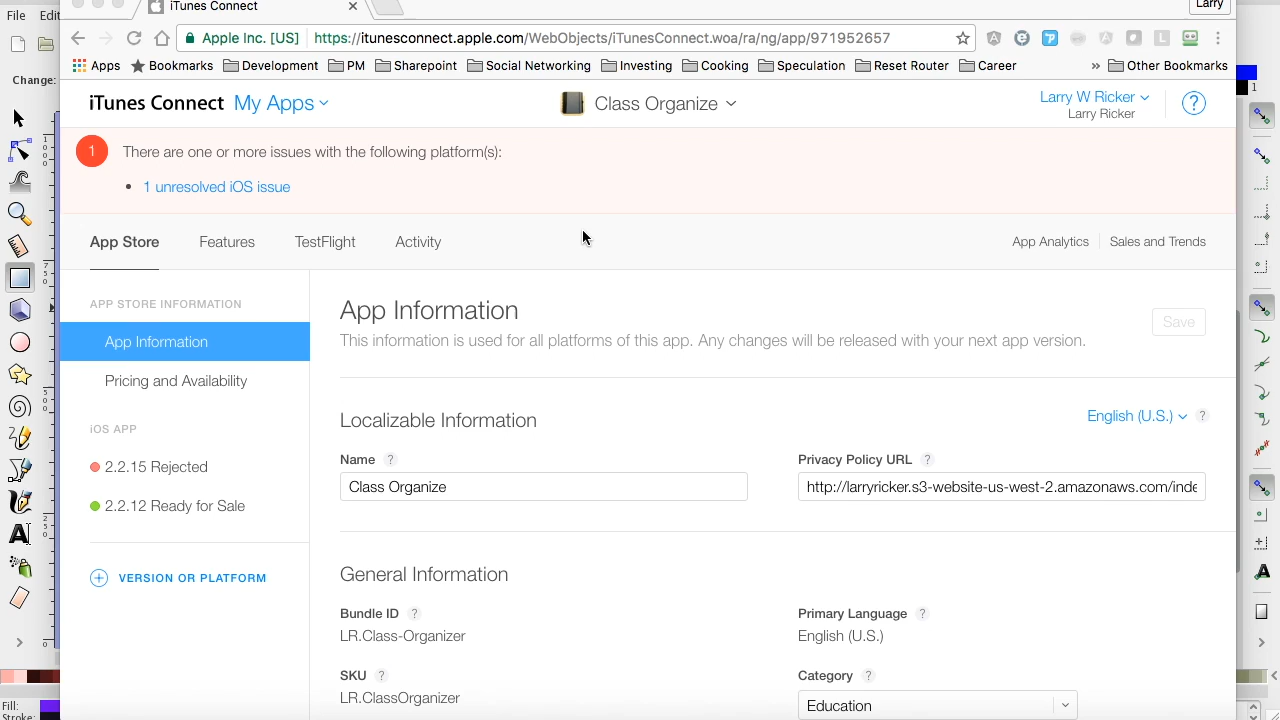 File Edit
iTunes Connect
Larry
Apple Inc. [US] https://itunesconnect.apple.com/WebObjects/iTunesConnect.woa/ra/ng/app/971952657
Apps Bookmarks Development PM Sharepoint Social Networking Investing Cooking Speculation Reset Router Career » Other Bookmarks
Change:
iTunes Connect My Apps Class Organize Larry W Ricker ?
Larry Ricker
1 There are one or more issues with the following platform(s):
• 1 unresolved iOS issue
App Store Features TestFlight Activity App Analytics Sales and Trends
APP STORE INFORMATION
App Information
Pricing and Availability
iOS APP
2.2.15 Rejected
2.2.12 Ready for Sale
+ VERSION OR PLATFORM
App Information
Save
This information is used for all platforms of this app. Any changes will be released with your next app version.
Localizable Information English (U.S.) ?
Name ? Privacy Policy URL ?
Class Organize http://larryricker.s3-website-us-west-2.amazonaws.com/inde
General Information
Bundle ID ? Primary Language ?
LR.Class-Organizer English (U.S.)
SKU ? Category ?
LR.ClassOrganizer
Education
Fill:
Stroke: